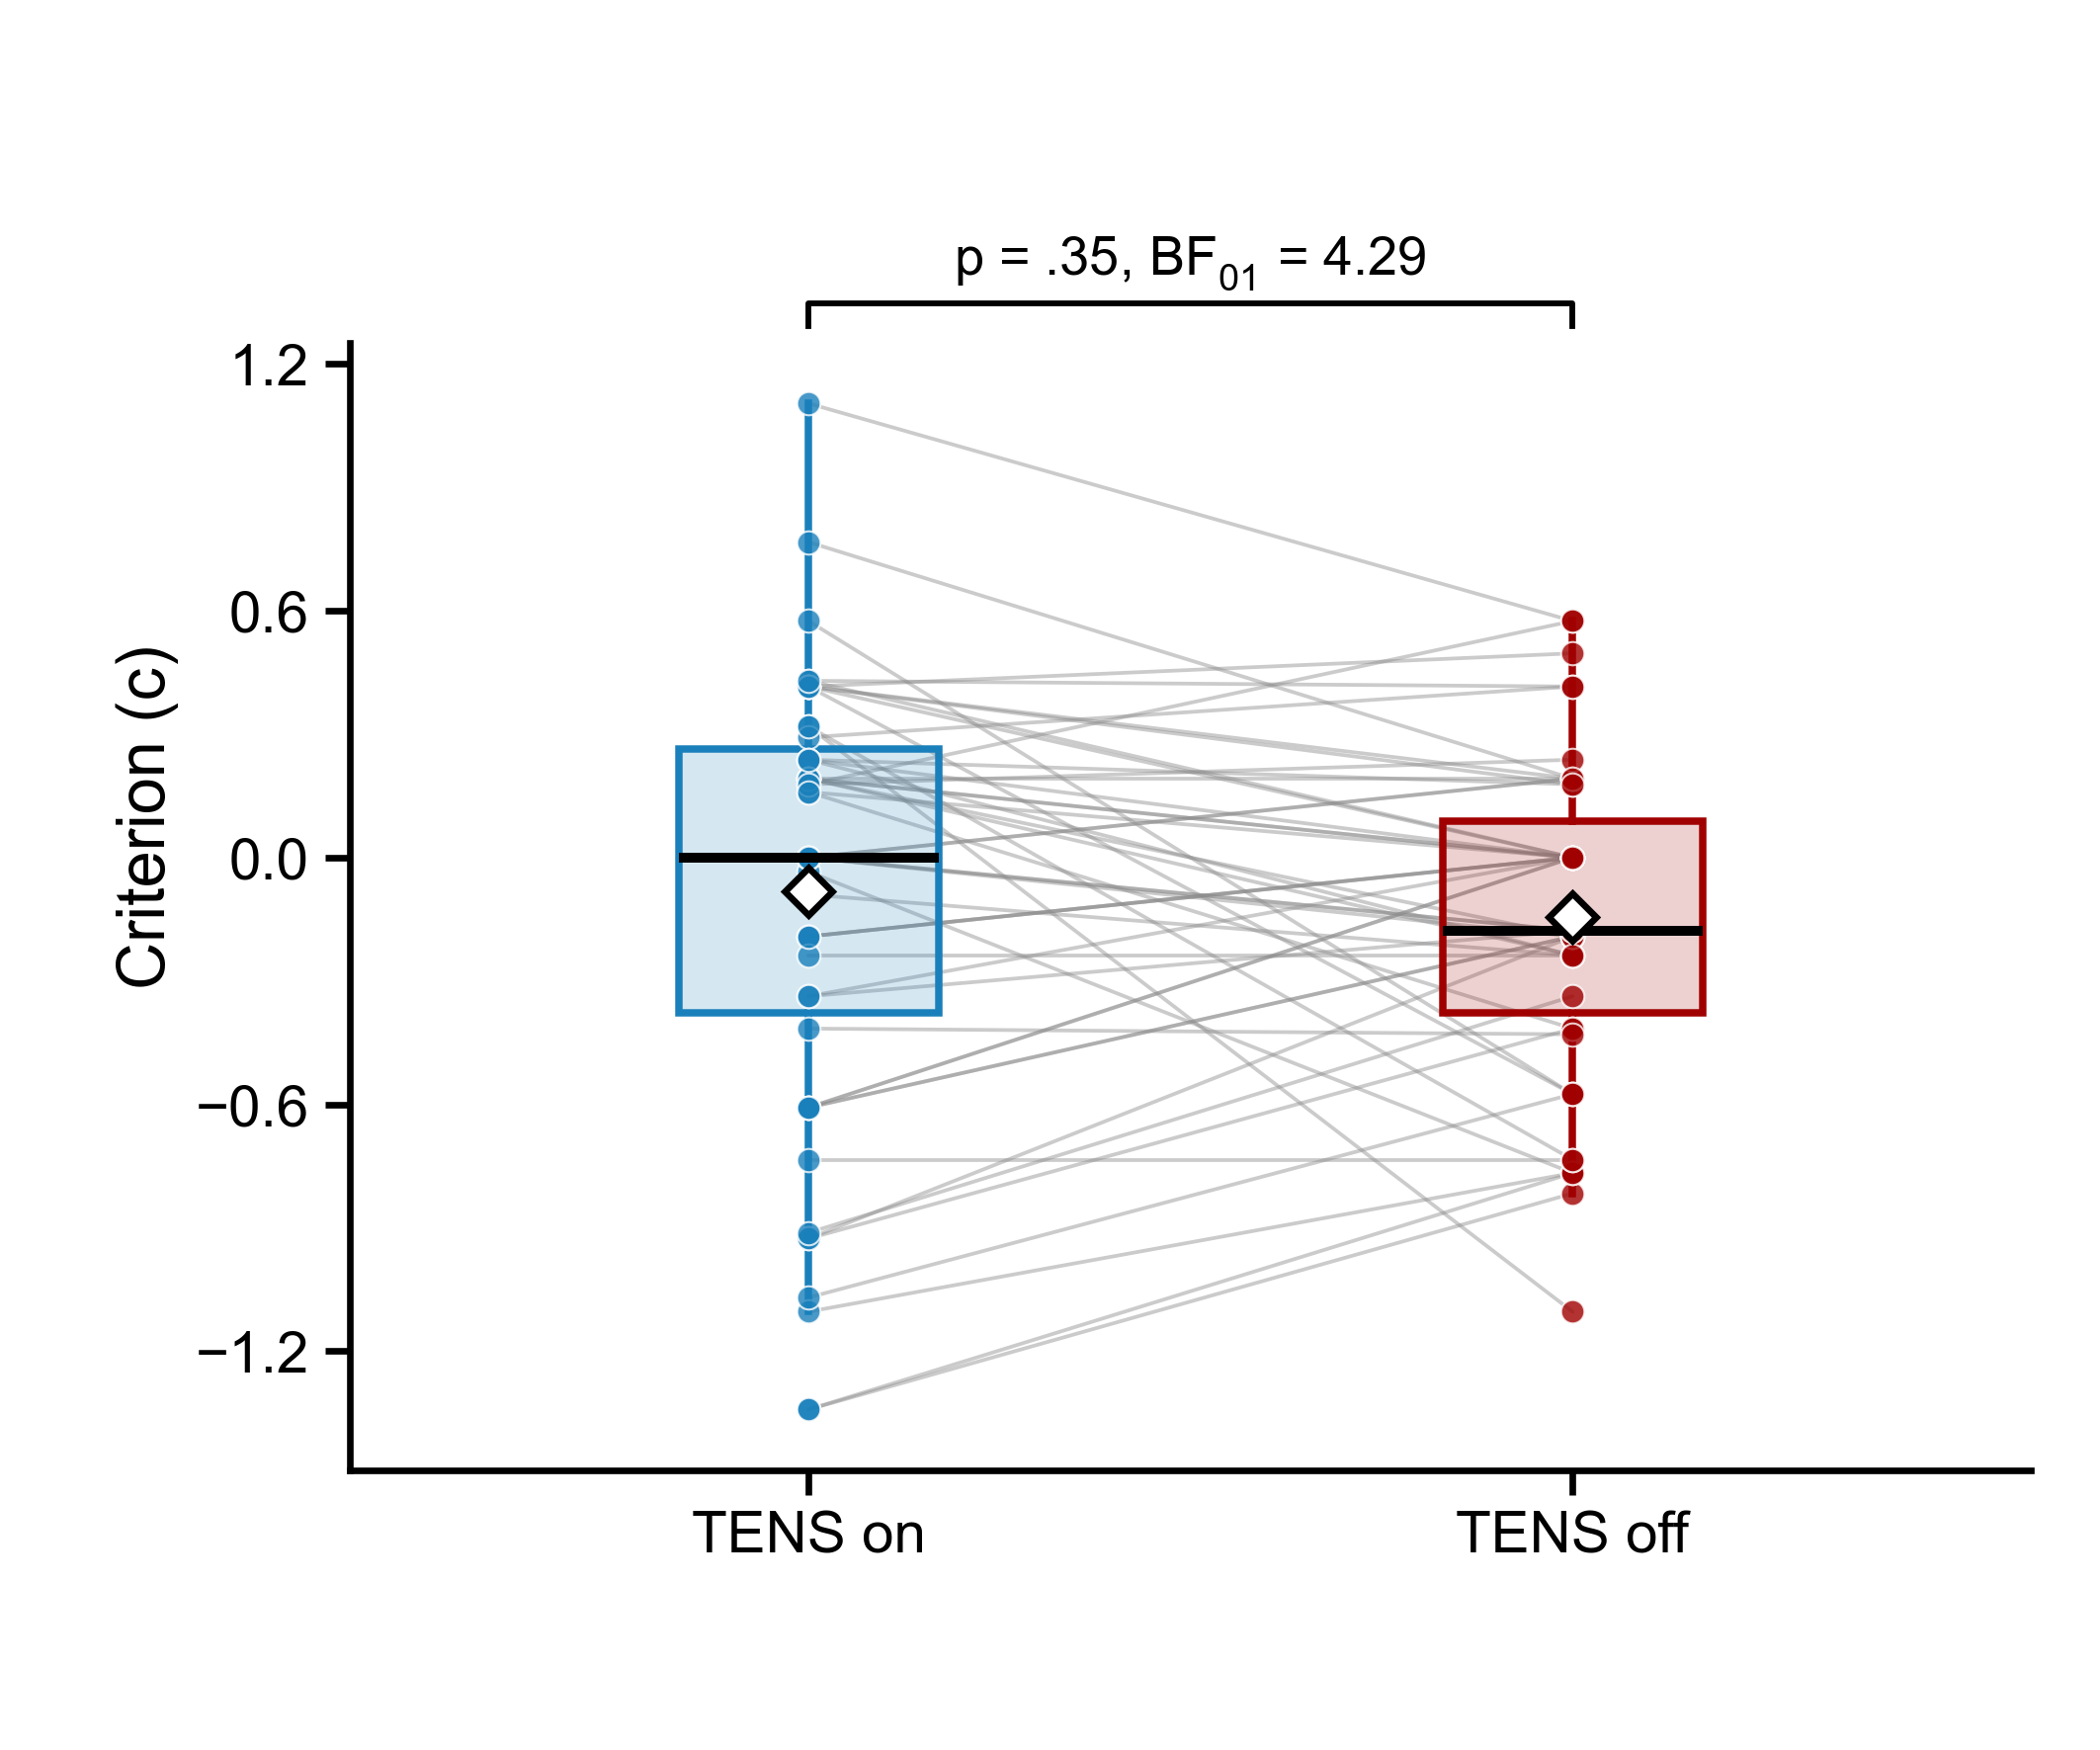 p = .35, BF₀₁ = 4.29
1.2
0.6
0.0
−0.6
−1.2
Criterion (c)
TENS on
TENS off